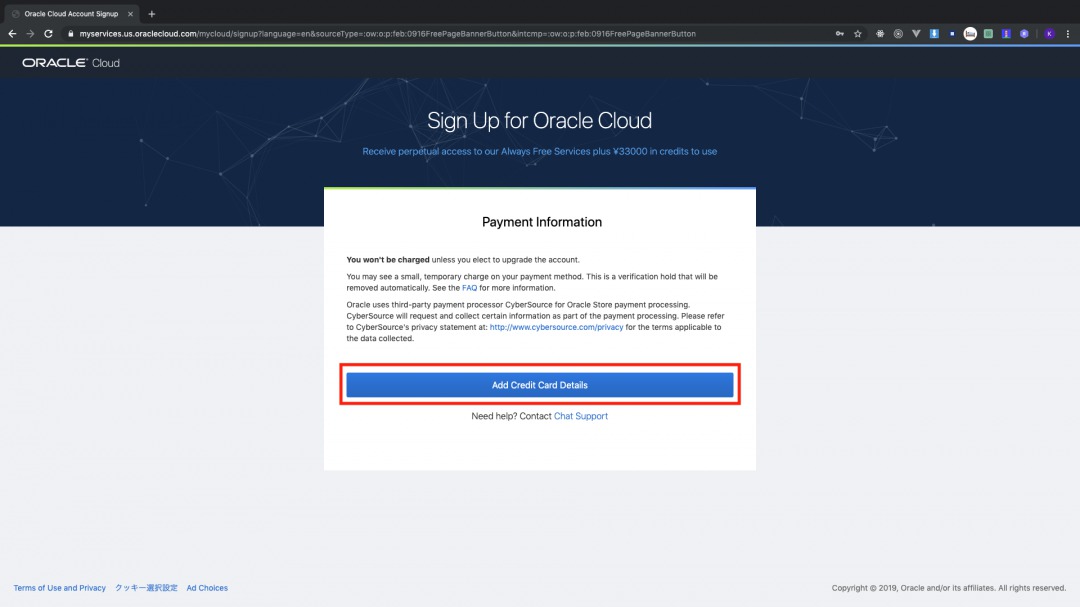 Oracle Cloud Account Signup
myservices.us.oraclecloud.com/mycloud/signup?language=en&sourceType=:ow:o:p:feb:0916FreePageBannerButton&intcmp=:ow:o:p:feb:0916FreePageBannerButton
K
ORACLE Cloud
Sign Up for Oracle Cloud
Receive perpetual access to our Always Free Services plus ¥33000 in credits to use
Payment Information
You won't be charged unless you elect to upgrade the account.
You may see a small, temporary charge on your payment method. This is a verification hold that will be
removed automatically. See the FAQ for more information.
Oracle uses third-party payment processor CyberSource for Oracle Store payment processing.
CyberSource will request and collect certain information as part of the payment processing. Please refer
to CyberSource's privacy statement at: http://www.cybersource.com/privacy for the terms applicable to
the data collected.
Add Credit Card Details
Need help? Contact Chat Support
Terms of Use and Privacy クッキー選択設定 Ad Choices
Copyright © 2019, Oracle and/or its affiliates. All rights reserved.